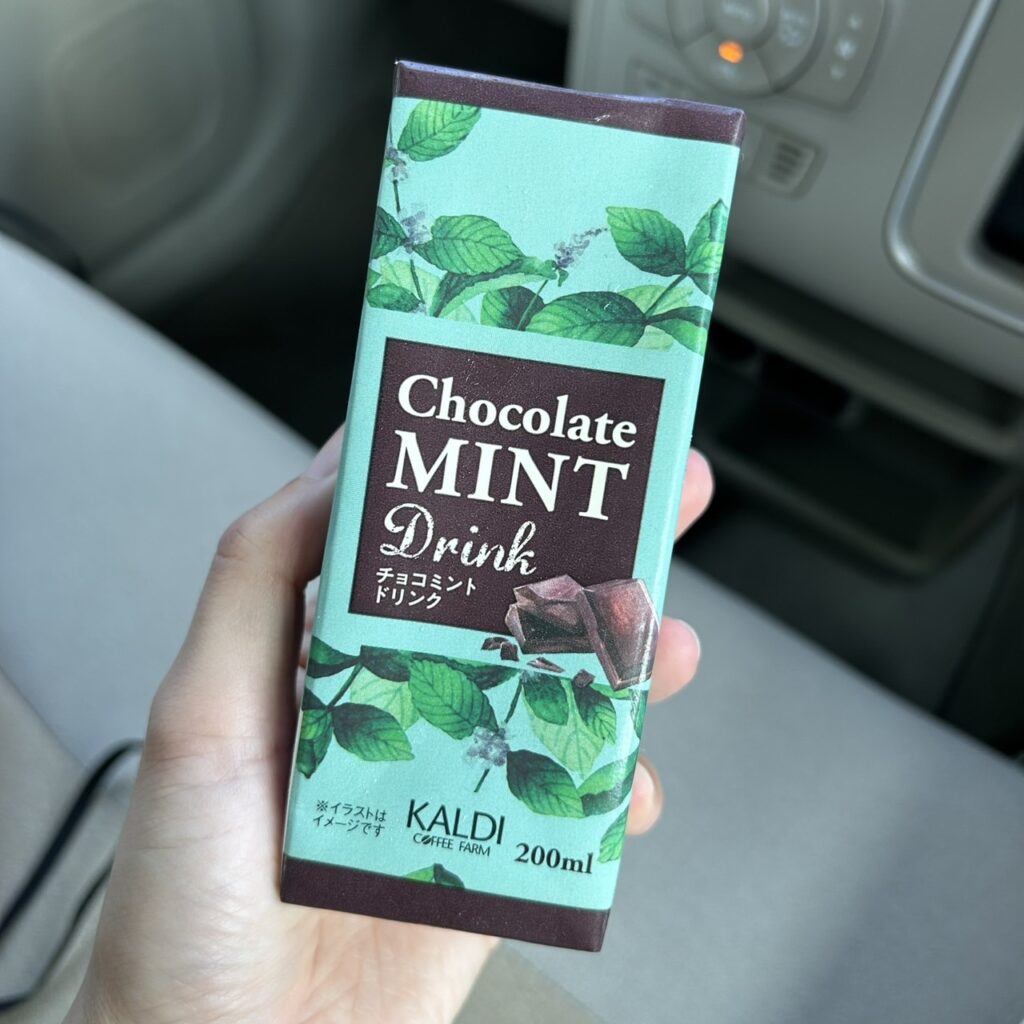 Chocolate
MINT
Drink
チョコミント
ドリンク
※イラストは
イメージです
KALDI
COFFEE FARM
200ml